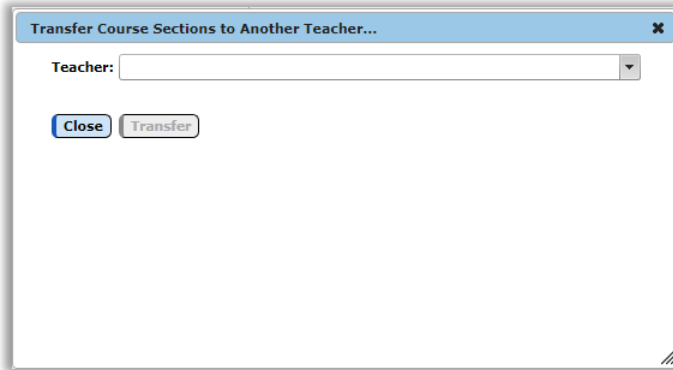 Transfer Course Sections to Another Teacher...
Teacher:
Close Transfer